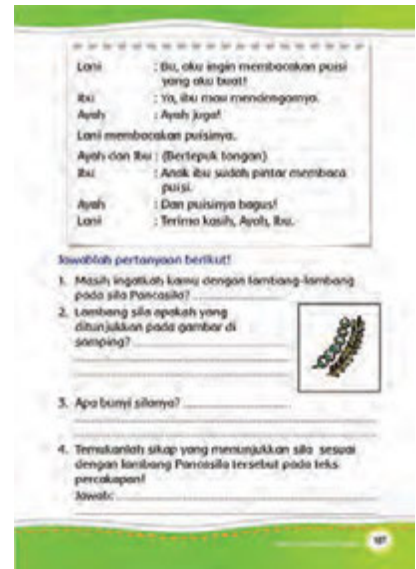 Lani : Bu, aku ingin membacakan puisi
yang aku buat!
Ibu : Ya, ibu mau mendengarnya.
Ayah : Ayah juga!
Lani membacakan puisinya.
Ayah dan Ibu : (Bertepuk tangan)
Ibu : Anak ibu sudah pintar membaca
puisi.
Ayah : Dan puisinya bagus!
Lani : Terima kasih, Ayah, Ibu.
Jawablah pertanyaan berikut!
1. Masih ingatkah kamu dengan lambang-lambang
pada sila Pancasila?
2. Lambang sila apakah yang
ditunjukkan pada gambar di
samping?
3. Apa bunyi silanya?
4. Temukanlah sikap yang menunjukkan sila sesuai
dengan lambang Pancasila tersebut pada teks
percakapan!
Jawab: